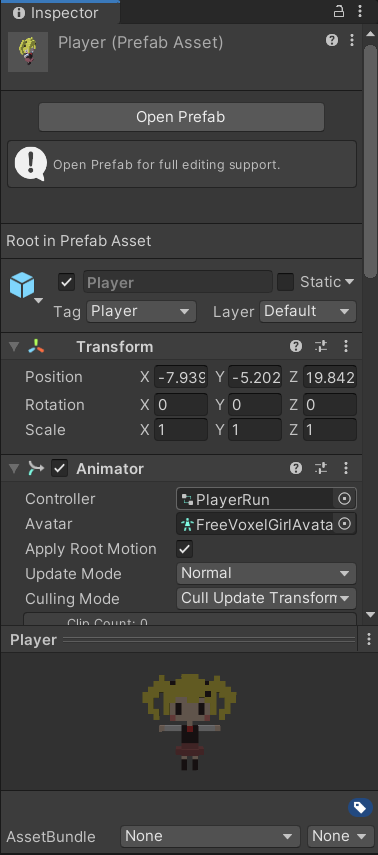 Inspector
Player (Prefab Asset)
Open Prefab
Open Prefab for full editing support.
Root in Prefab Asset
Player Static
Tag Player Layer Default
Transform
Position X -7.939 Y -5.202 Z 19.842
Rotation X 0 Y 0 Z 0
Scale X 1 Y 1 Z 1
Animator
Controller PlayerRun
Avatar FreeVoxelGirlAvata
Apply Root Motion
Update Mode Normal
Culling Mode Cull Update Transform
Clip Count: 0
Player
AssetBundle None None